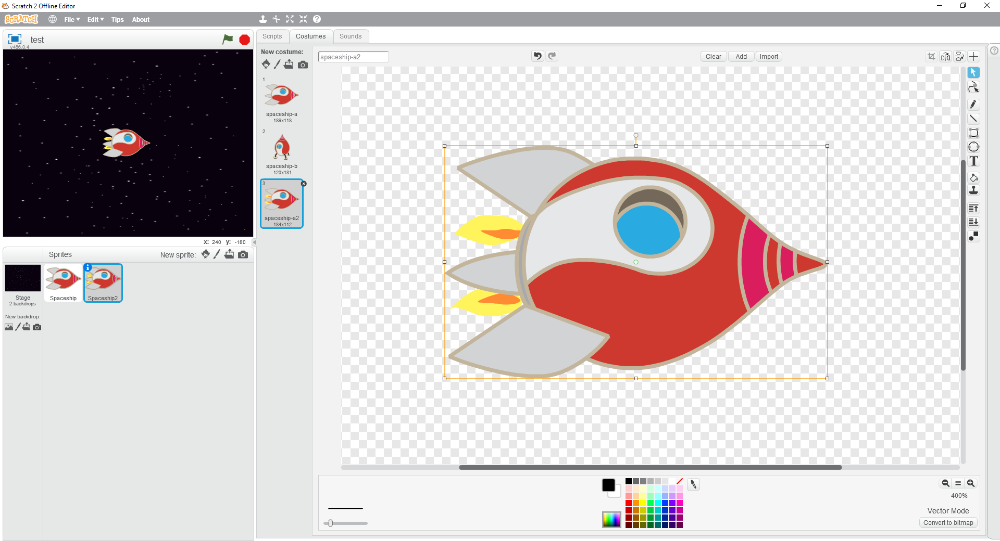 Scratch 2 Offline Editor
SCRATCH File Edit Tips About
test
v456.0.4
Scripts Costumes Sounds
New costume:
spaceship-a2
Clear Add Import
1
spaceship-a
189x118
2
spaceship-b
120x181
3
spaceship-a2
184x112
T
x: 240 y: -180
Sprites New sprite:
Stage
2 backdrops
New backdrop:
Spaceship
Spaceship2
400%
Vector Mode
Convert to bitmap